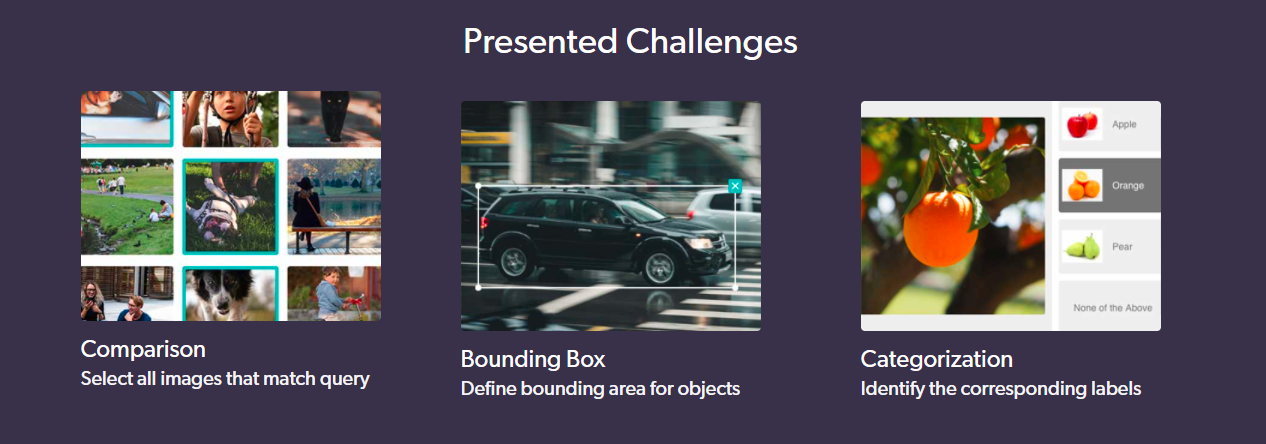 Presented Challenges
Comparison
Select all images that match query
Bounding Box
Define bounding area for objects
Apple
Orange
Pear
None of the Above
Categorization
Identify the corresponding labels